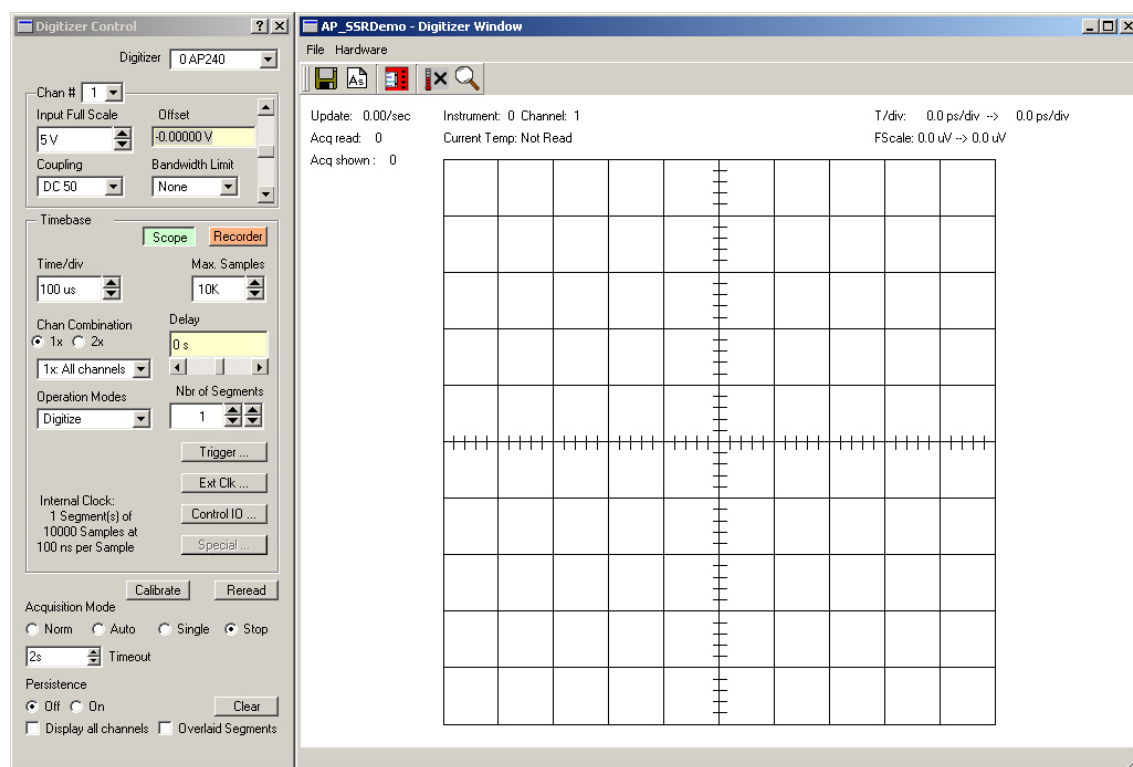 Digitizer Control
Digitizer 0 AP240
Chan # 1
Input Full Scale Offset
5 V -0.00000 V
Coupling Bandwidth Limit
DC 50 None
Timebase
Scope Recorder
Time/div Max. Samples
100 us 10K
Chan Combination Delay
1x 2x 0 s
1x: All channels
Operation Modes Nbr of Segments
Digitize 1
Trigger ...
Ext Clk ...
Internal Clock:
1 Segment(s) of Control IO ...
10000 Samples at
100 ns per Sample Special ...
Calibrate Reread
Acquisition Mode
Norm Auto Single Stop
2s Timeout
Persistence
Off On Clear
Display all channels Overlaid Segments
AP_SSRDemo - Digitizer Window
File Hardware
As
Update: 0.00/sec Instrument: 0 Channel: 1 T/div: 0.0 ps/div --> 0.0 ps/div
Acq read: 0 Current Temp: Not Read FScale: 0.0 uV --> 0.0 uV
Acq shown : 0